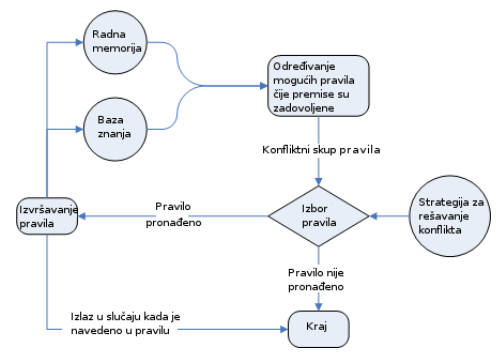 Radna
memorija
Određivanje
mogućih pravila
čije premise su
zadovoljene
Baza
znanja
Konfliktni skup pravila
Izvršavanje
pravila
Pravilo
pronađeno
Izbor
pravila
Strategija za
rešavanje
konflikta
Pravilo nije
pronađeno
Izlaz u slučaju kada je
navedeno u pravilu
Kraj